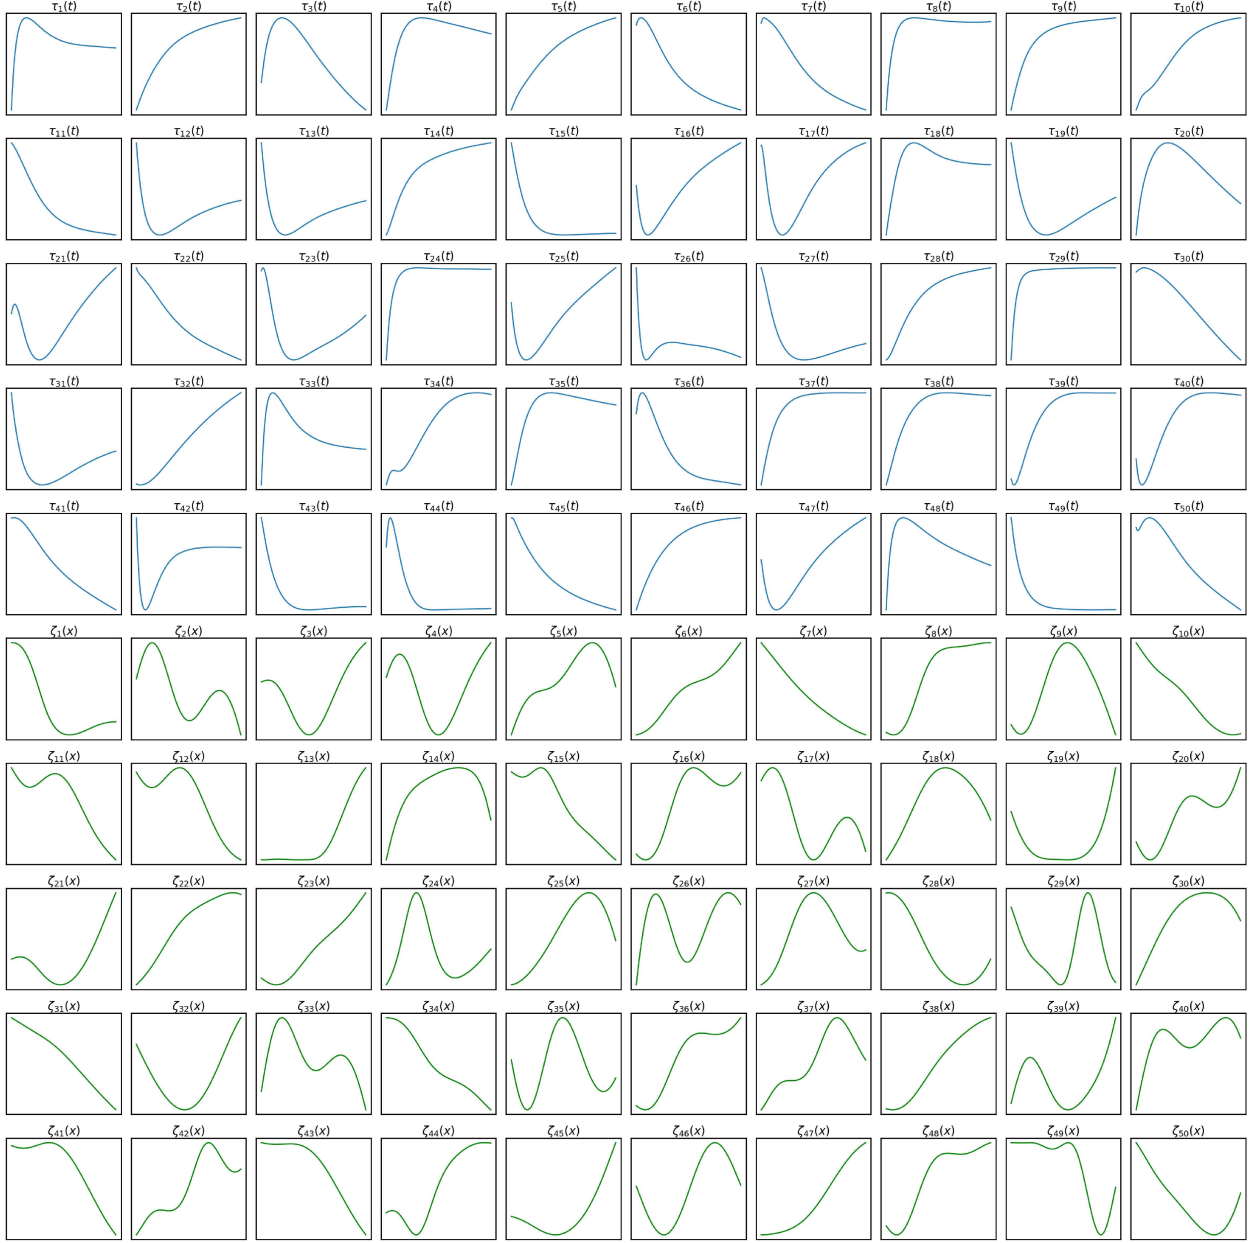 τ₁(t) τ₂(t) τ₃(t) τ₄(t) τ₅(t) τ₆(t) τ₇(t) τ₈(t) τ₉(t) τ₁₀(t)
τ₁₁(t) τ₁₂(t) τ₁₃(t) τ₁₄(t) τ₁₅(t) τ₁₆(t) τ₁₇(t) τ₁₈(t) τ₁₉(t) τ₂₀(t)
τ₂₁(t) τ₂₂(t) τ₂₃(t) τ₂₄(t) τ₂₅(t) τ₂₆(t) τ₂₇(t) τ₂₈(t) τ₂₉(t) τ₃₀(t)
τ₃₁(t) τ₃₂(t) τ₃₃(t) τ₃₄(t) τ₃₅(t) τ₃₆(t) τ₃₇(t) τ₃₈(t) τ₃₉(t) τ₄₀(t)
τ₄₁(t) τ₄₂(t) τ₄₃(t) τ₄₄(t) τ₄₅(t) τ₄₆(t) τ₄₇(t) τ₄₈(t) τ₄₉(t) τ₅₀(t)
ζ₁(x) ζ₂(x) ζ₃(x) ζ₄(x) ζ₅(x) ζ₆(x) ζ₇(x) ζ₈(x) ζ₉(x) ζ₁₀(x)
ζ₁₁(x) ζ₁₂(x) ζ₁₃(x) ζ₁₄(x) ζ₁₅(x) ζ₁₆(x) ζ₁₇(x) ζ₁₈(x) ζ₁₉(x) ζ₂₀(x)
ζ₂₁(x) ζ₂₂(x) ζ₂₃(x) ζ₂₄(x) ζ₂₅(x) ζ₂₆(x) ζ₂₇(x) ζ₂₈(x) ζ₂₉(x) ζ₃₀(x)
ζ₃₁(x) ζ₃₂(x) ζ₃₃(x) ζ₃₄(x) ζ₃₅(x) ζ₃₆(x) ζ₃₇(x) ζ₃₈(x) ζ₃₉(x) ζ₄₀(x)
ζ₄₁(x) ζ₄₂(x) ζ₄₃(x) ζ₄₄(x) ζ₄₅(x) ζ₄₆(x) ζ₄₇(x) ζ₄₈(x) ζ₄₉(x) ζ₅₀(x)